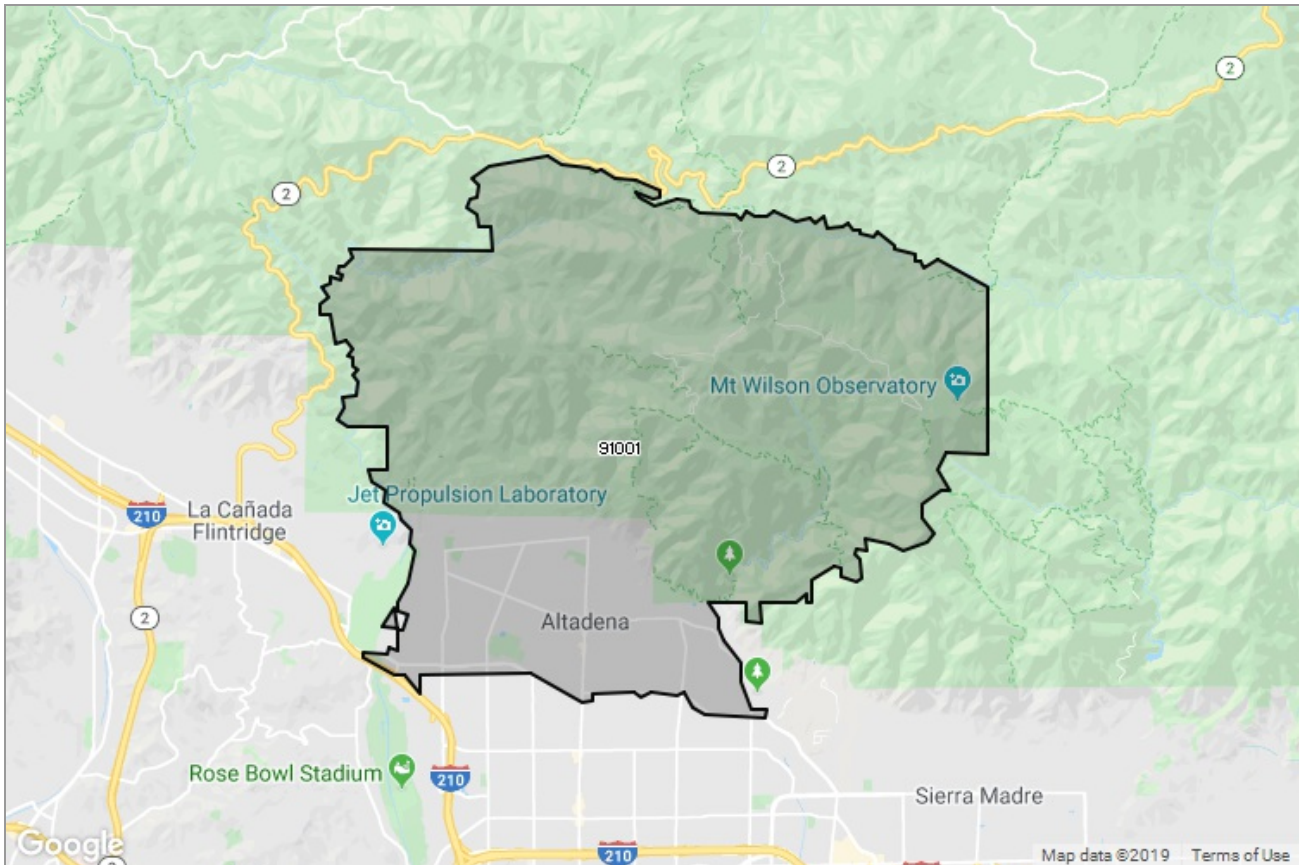 2
2
2
Mt Wilson Observatory
91001
Jet Propulsion Laboratory
La Cañada
Flintridge
210
2
Altadena
Rose Bowl Stadium
210
Sierra Madre
210
Google
Map data ©2019
Terms of Use